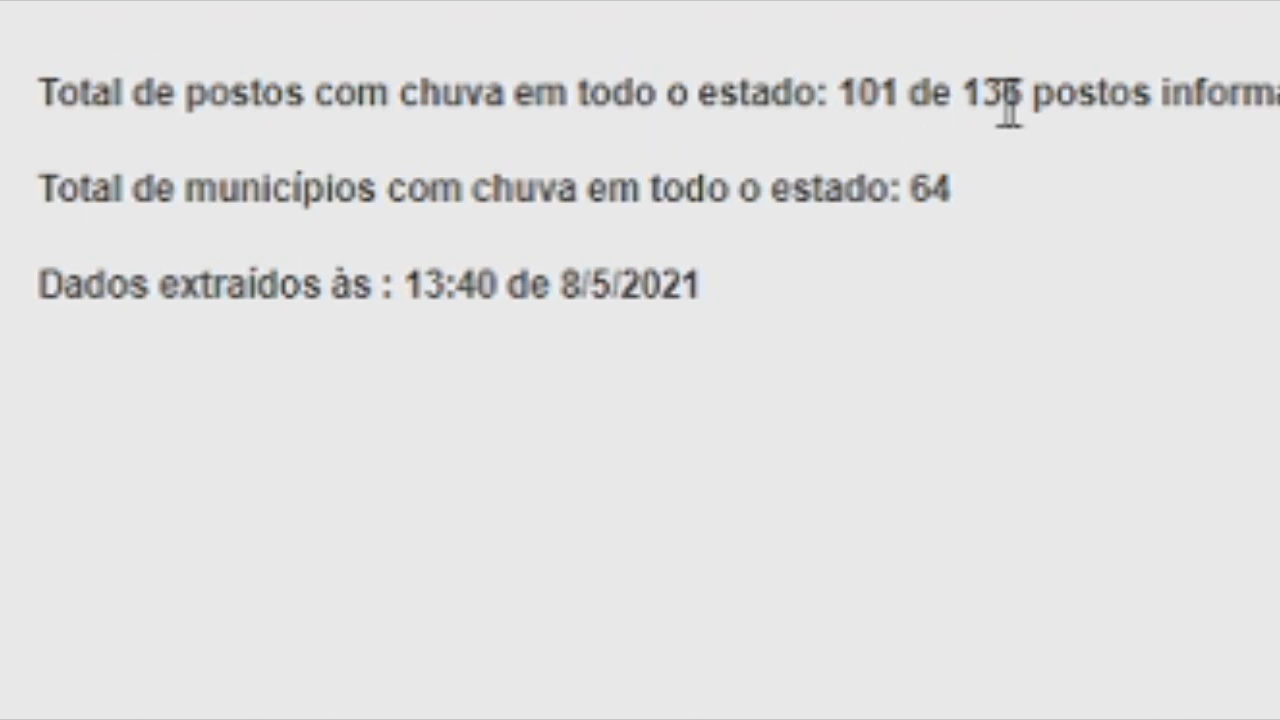 Total de postos com chuva em todo o estado: 101 de postos
Total de municípios com chuva em todo o estado: 64
Dados extraídos às : 13:40 de 8/5/2021